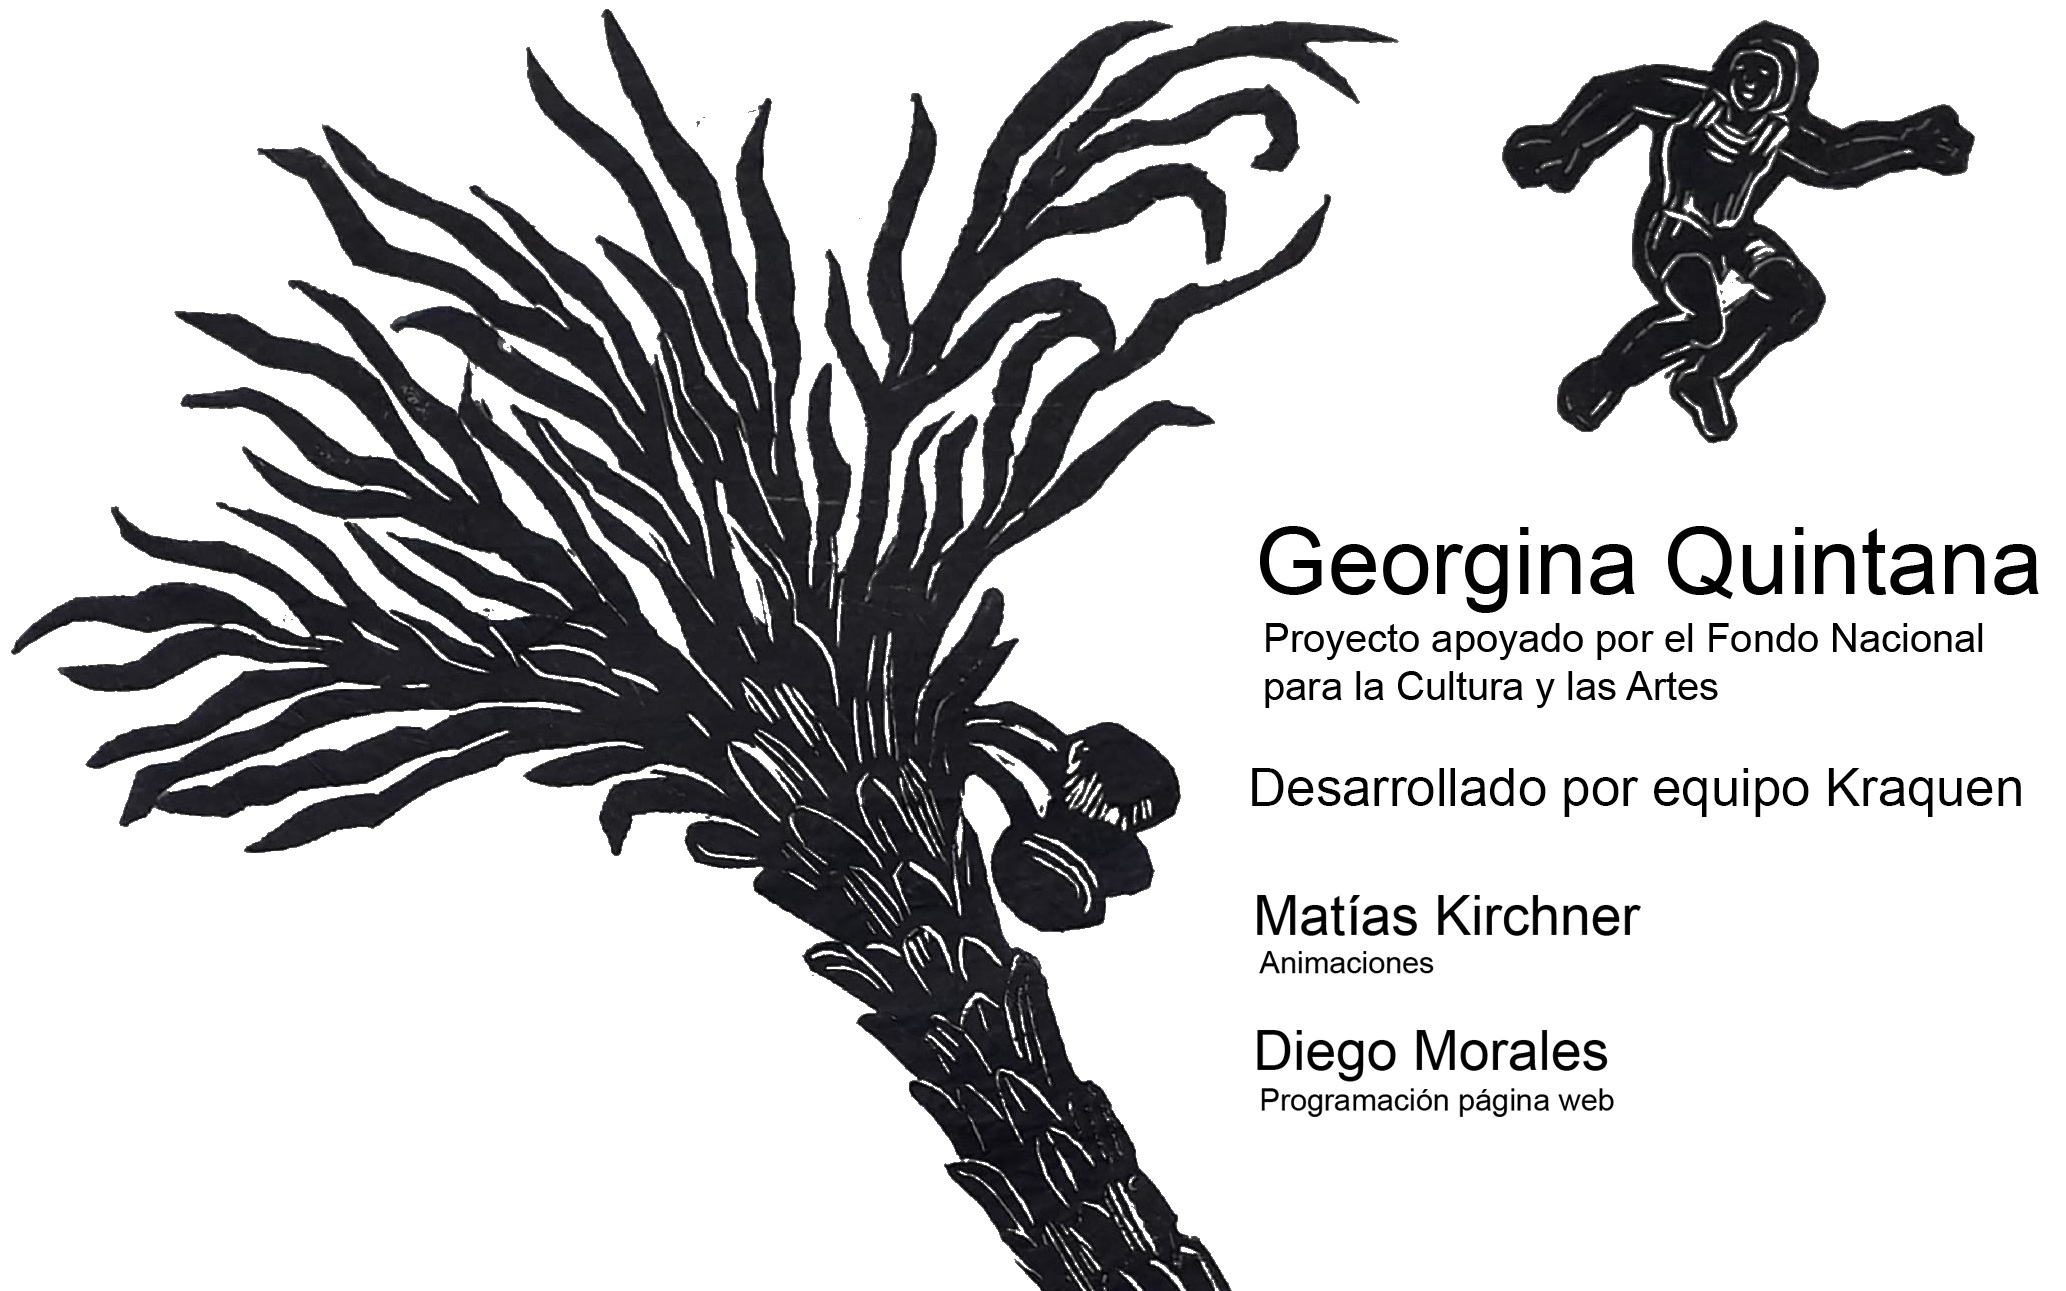 Georgina Quintana
Proyecto apoyado por el Fondo Nacional
para la Cultura y las Artes
Desarrollado por equipo Kraquen
Matías Kirchner
Animaciones
Diego Morales
Programación página web